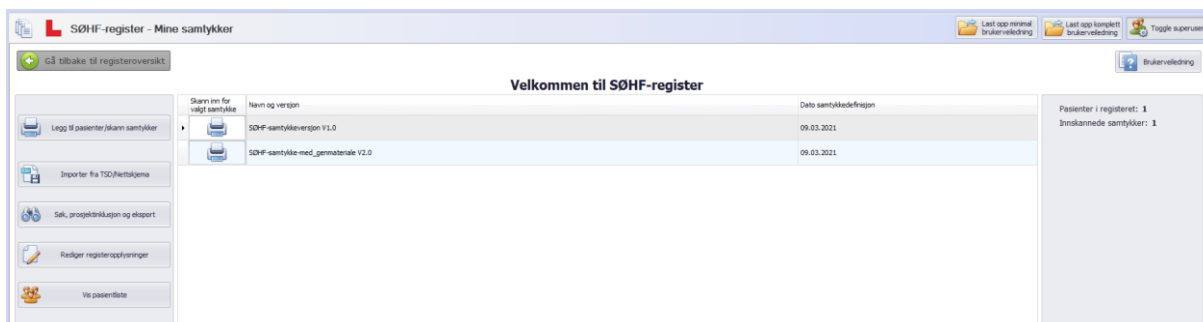 SØHF-register - Mine samtykker
Last opp minimal
brukerveiledning
Last opp komplett
brukerveiledning
Toggle superuser
Gå tilbake til registeroversikt
Brukerveiledning
Velkommen til SØHF-register
Skann inn for
valgt samtykke
Navn og versjon
Dato samtykkedefinisjon
Legg til pasienter/skann samtykker
SØHF-samtykkeversjon V1.0
09.03.2021
SØHF-samtykke-med_genmateriale V2.0
09.03.2021
Importer fra TSD/Nettskjema
Søk, prosjektinklusjon og eksport
Rediger registeropplysninger
Vis pasientliste
Pasienter i registeret: 1
Innskannede samtykker: 1